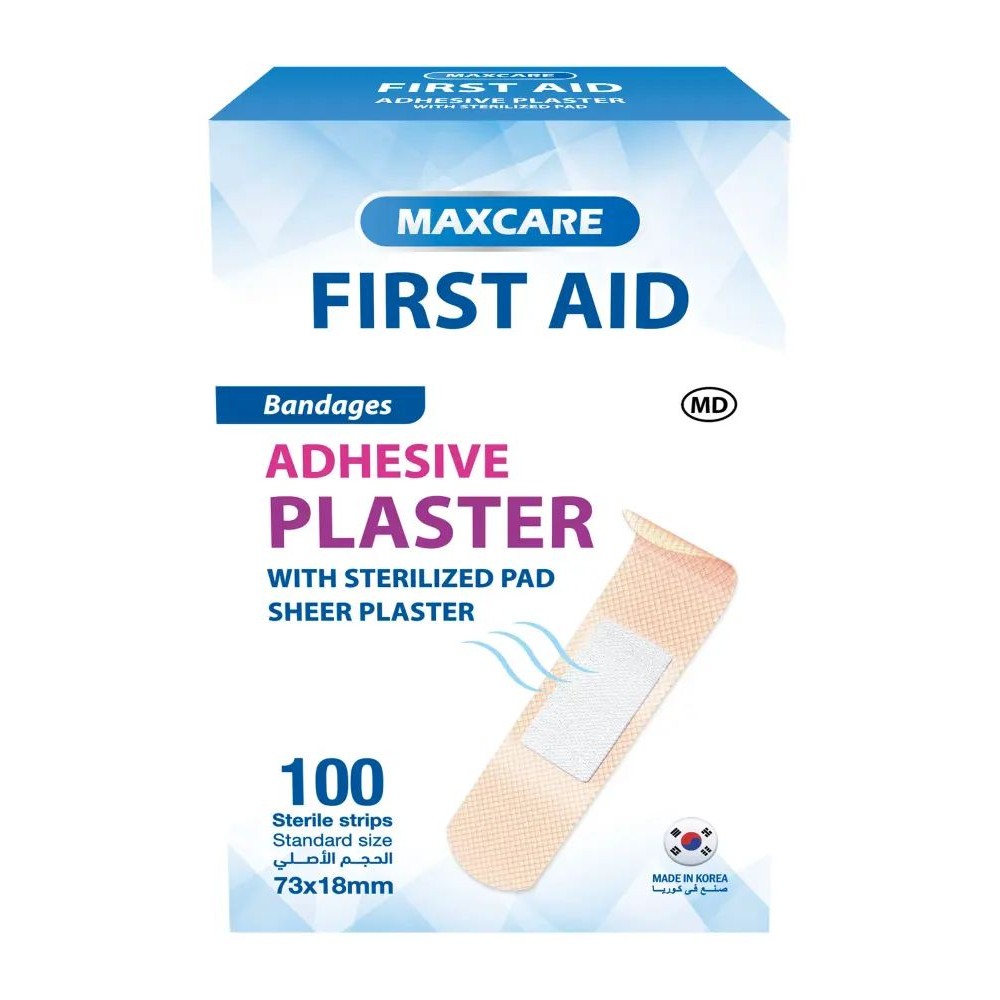 MAXCARE
FIRST AID
ADHESIVE PLASTER
WITH STERILIZED PAD
MAXCARE
FIRST AID
Bandages
MD
ADHESIVE
PLASTER
WITH STERILIZED PAD
SHEER PLASTER
100
Sterile strips
Standard size
الحجم الأصلي
73x18mm
MADE IN KOREA
صنع في كوريا